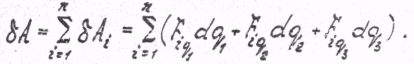 δA = ∑_{i=1}^{n} δA_i = ∑_{i=1}^{n} (F_{iq_1} dq_1 + F_{iq_2} dq_2 + F_{iq_3} dq_3).